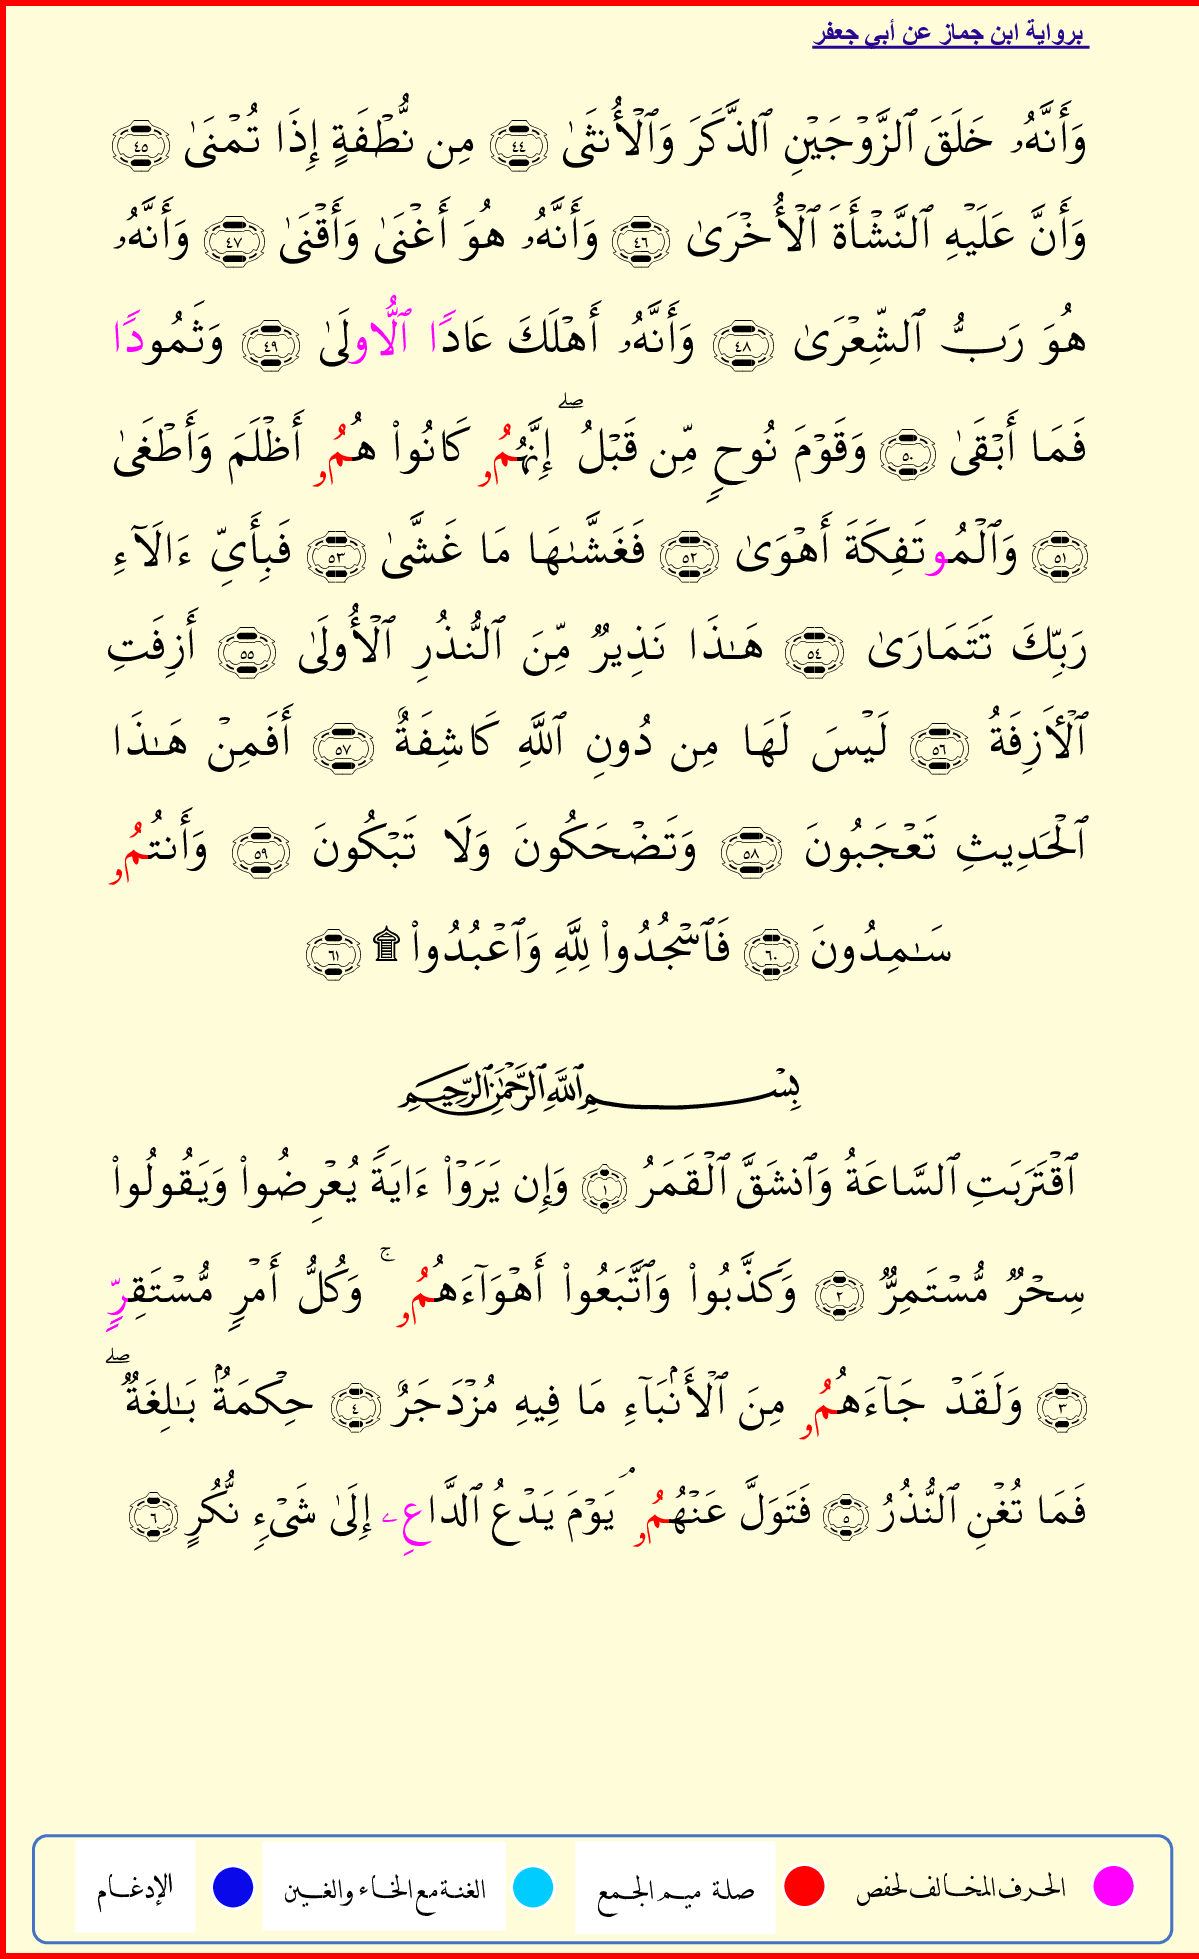 برواية ابن جماز عن أبي جعفر
وَأَنَّهُۥ خَلَقَ ٱلزَّوۡجَيۡنِ ٱلذَّكَرَ وَٱلۡأُنثَىٰ ٤٤ مِن نُّطۡفَةٍ إِذَا تُمۡنَىٰ ٤٥
وَأَنَّ عَلَيۡهِ ٱلنَّشۡأَةَ ٱلۡأُخۡرَىٰ ٤٦ وَأَنَّهُۥ هُوَ أَغۡنَىٰ وَأَقۡنَىٰ ٤٧ وَأَنَّهُۥ
هُوَ رَبُّ ٱلشِّعۡرَىٰ ٤٨ وَأَنَّهُۥ أَهۡلَكَ عَادًا ٱلُّاولَىٰ ٤٩ وَثَمُودًا
فَمَا أَبۡقَىٰ ٥٠ وَقَوۡمَ نُوحٍ مِّن قَبۡلُۖ إِنَّهُمُۥ كَانُواْ هُمُۥ أَظۡلَمَ وَأَطۡغَىٰ
٥١ وَٱلۡمُوتَفِكَةَ أَهۡوَىٰ ٥٢ فَغَشَّىٰهَا مَا غَشَّىٰ ٥٣ فَبِأَيِّ ءَالَآءِ
رَبِّكَ تَتَمَارَىٰ ٥٤ هَٰذَا نَذِيرٌ مِّنَ ٱلنُّذُرِ ٱلۡأُولَىٰ ٥٥ أَزِفَتِ
ٱلۡأَزِفَةُ ٥٦ لَيۡسَ لَهَا مِن دُونِ ٱللَّهِ كَاشِفَةٌ ٥٧ أَفَمِنۡ هَٰذَا
ٱلۡحَدِيثِ تَعۡجَبُونَ ٥٨ وَتَضۡحَكُونَ وَلَا تَبۡكُونَ ٥٩ وَأَنتُمُۥ
سَٰمِدُونَ ٦٠ فَٱسۡجُدُواْ لِلَّهِ وَٱعۡبُدُواْ ۩ ٦١
بِسۡمِ ٱللَّهِ ٱلرَّحۡمَٰنِ ٱلرَّحِيمِ
ٱقۡتَرَبَتِ ٱلسَّاعَةُ وَٱنشَقَّ ٱلۡقَمَرُ ١ وَإِن يَرَوۡاْ ءَايَةً يُعۡرِضُواْ وَيَقُولُواْ
سِحۡرٌ مُّسۡتَمِرٌّ ٢ وَكَذَّبُواْ وَٱتَّبَعُواْ أَهۡوَآءَهُمُۥۚ وَكُلُّ أَمۡرٍ مُّسۡتَقِرٍّ
٣ وَلَقَدۡ جَآءَهُمُۥ مِنَ ٱلۡأَنۢبَآءِ مَا فِيهِ مُزۡدَجَرٌ ٤ حِكۡمَةٌۢ بَٰلِغَةٌۖ
فَمَا تُغۡنِ ٱلنُّذُرُ ٥ فَتَوَلَّ عَنۡهُمُۥۘ يَوۡمَ يَدۡعُ ٱلدَّاعِۦ إِلَىٰ شَيۡءٍ نُّكُرٍ ٦
الحرف المخالف لحفص صلة ميم الجمع الغنة مع الخاء والغين الإدغام